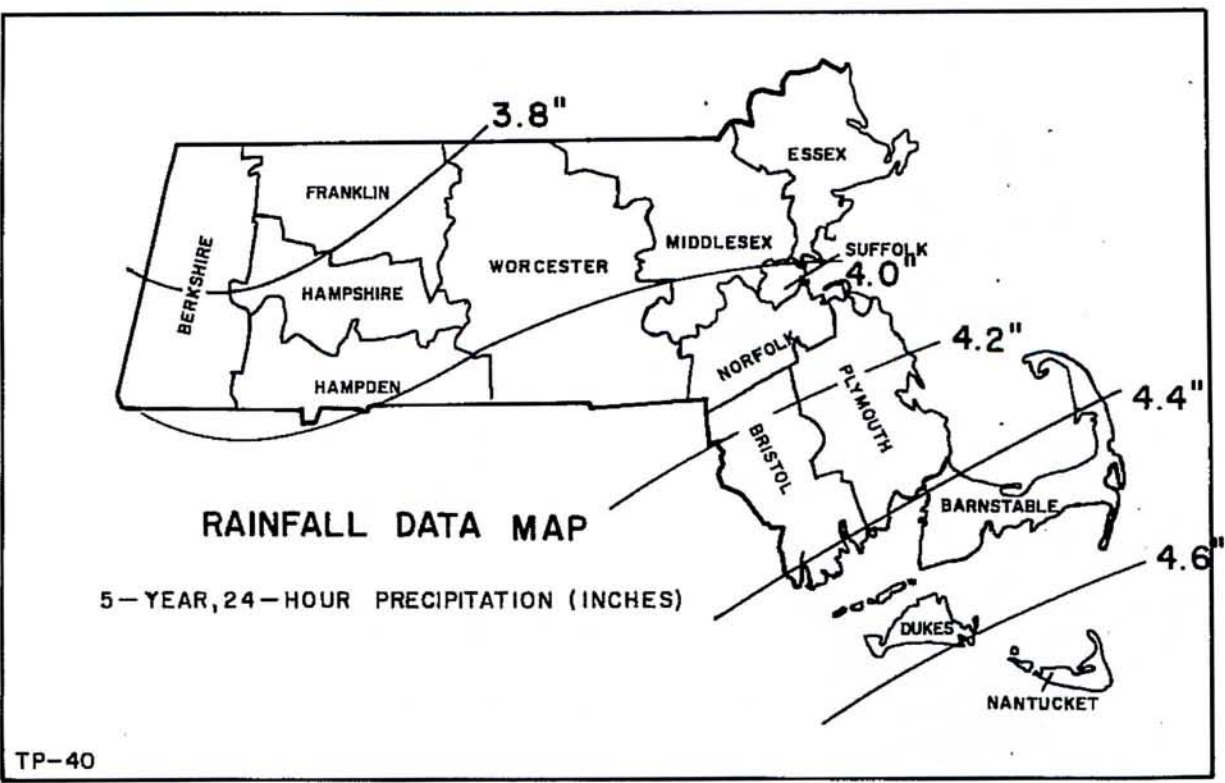 3.8"
ESSEX
FRANKLIN
MIDDLESEX
SUFFOLK
BERKSHIRE
WORCESTER
4.0"
HAMPSHIRE
4.2"
NORFOLK
HAMPDEN
PLYMOUTH
4.4"
BRISTOL
BARNSTABLE
RAINFALL DATA MAP
4.6"
5-YEAR, 24-HOUR PRECIPITATION (INCHES)
DUKES
NANTUCKET
TP-40